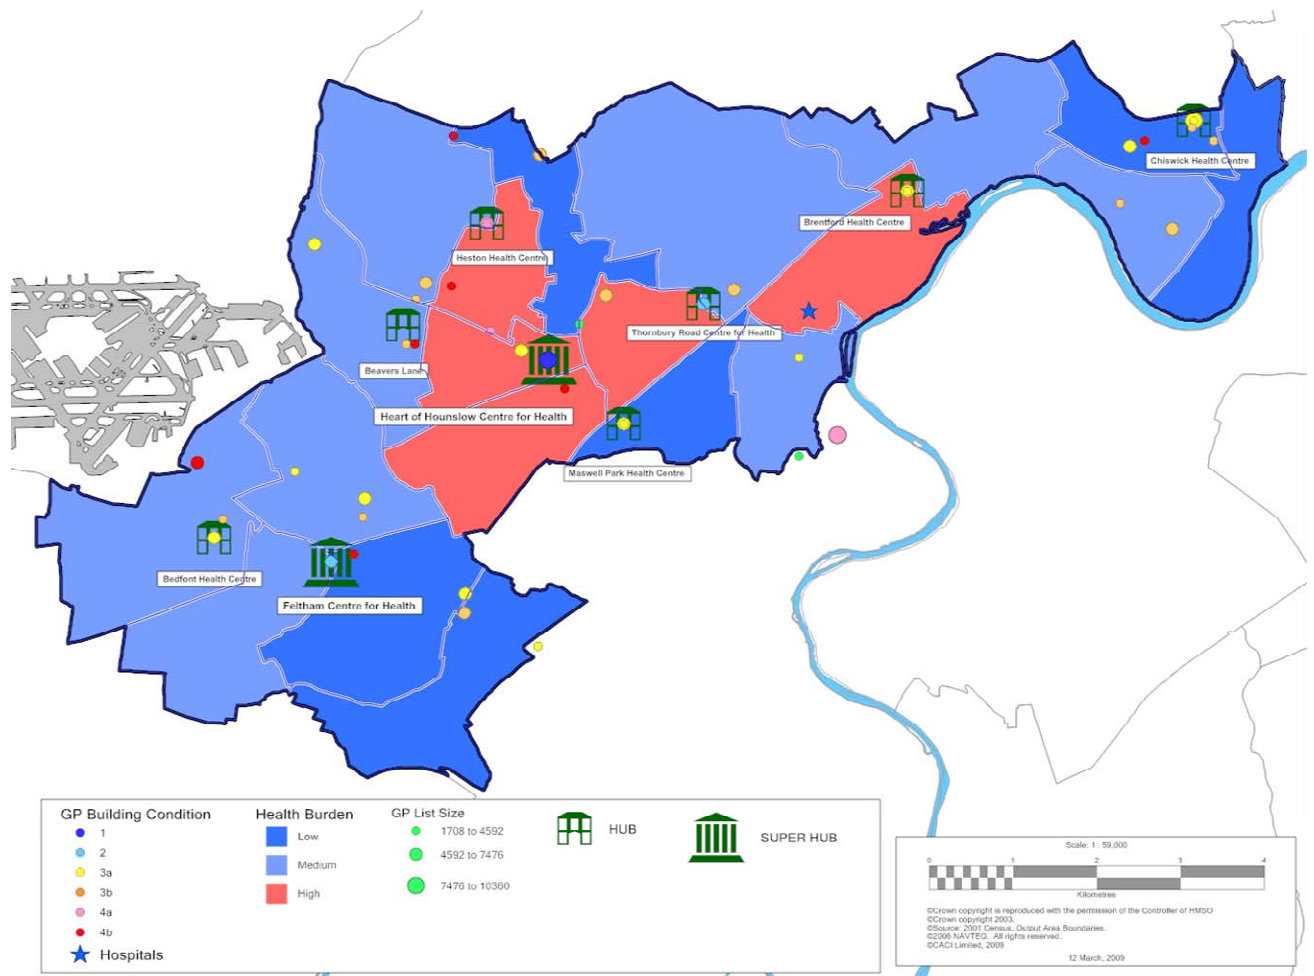 Chiswick Health Centre
Brentford Health Centre
Heston Health Centre
Thornbury Road Centre for Health
Beavers Lane
Heart of Hounslow Centre for Health
Maswell Park Health Centre
Bedfont Health Centre
Feltham Centre for Health
GP Building Condition
1
2
3a
3b
4a
4b
Hospitals
Health Burden
Low
Medium
High
GP List Size
1708 to 4592
4592 to 7476
7476 to 10360
HUB
SUPER HUB
Scale: 1 : 59,000
0 1 2 3 4
Kilometres
©Crown copyright is reproduced with the permission of the Controller of HMSO
©Crown copyright 2003.
©Source: 2001 Census, Output Area Boundaries.
©2006 NAVTEQ. All rights reserved.
©CACI Limited, 2009
12 March, 2009